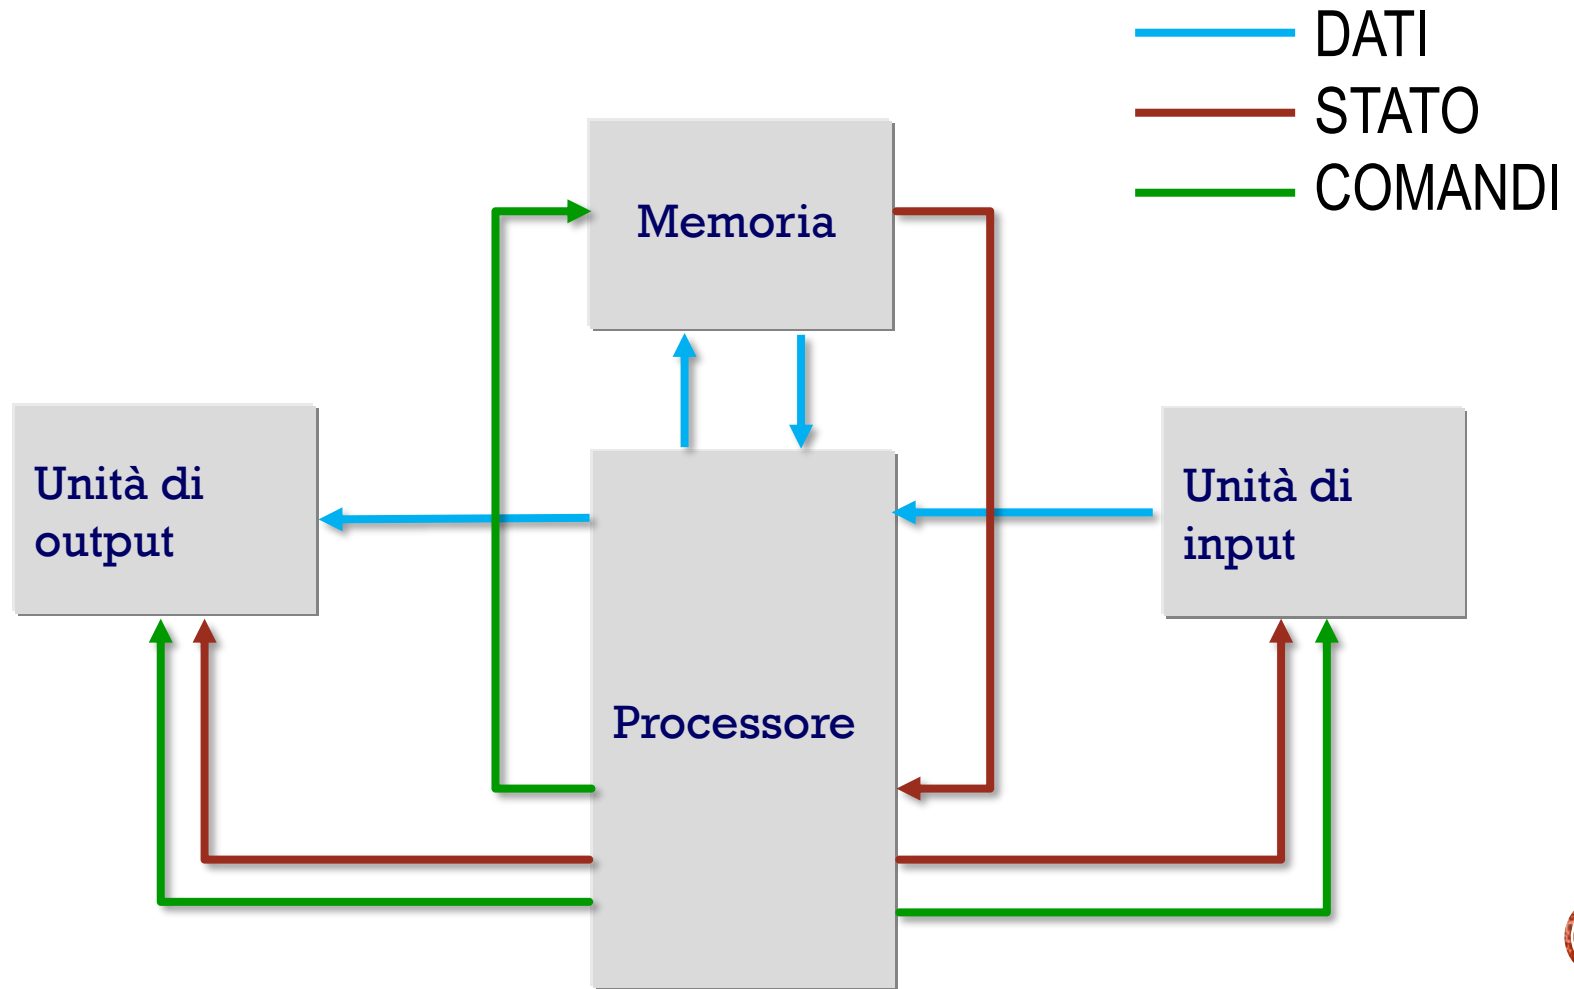 DATI
STATO
COMANDI
Memoria
Unità di
output
Unità di
input
Processore